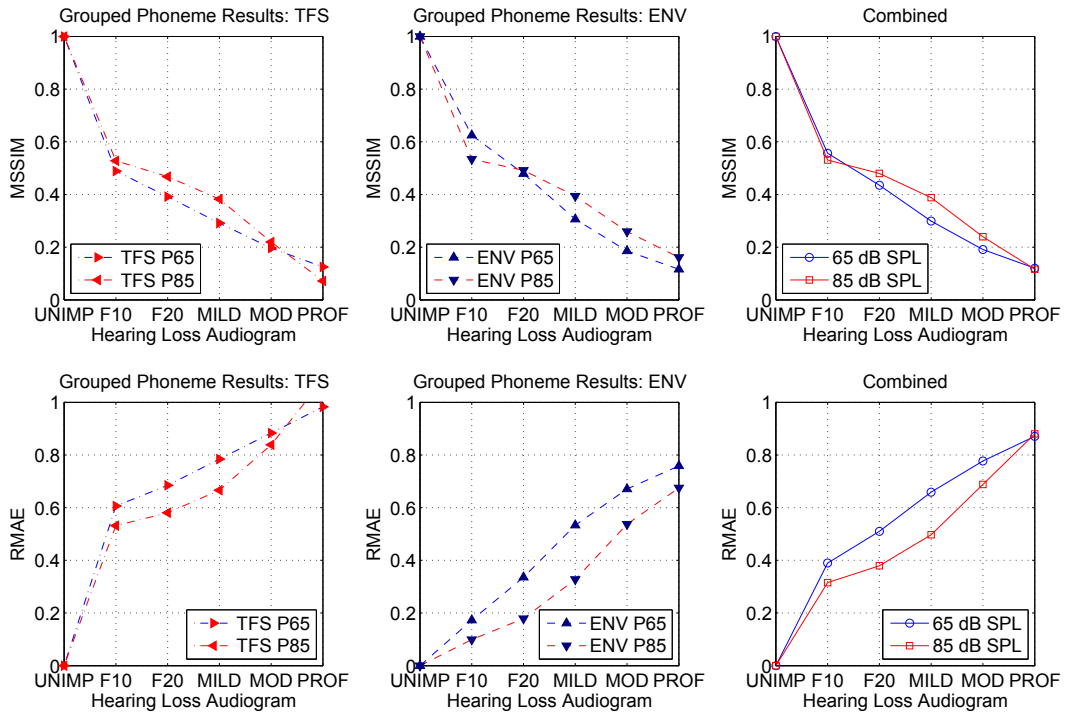 Grouped Phoneme Results: TFS
1
0.8
0.6
0.4
0.2
0
MSSIM
TFS P65
TFS P85
UNIMP F10 F20 MILD MOD PROF
Hearing Loss Audiogram
Grouped Phoneme Results: ENV
1
0.8
0.6
0.4
0.2
0
MSSIM
ENV P65
ENV P85
UNIMP F10 F20 MILD MOD PROF
Hearing Loss Audiogram
Combined
1
0.8
0.6
0.4
0.2
0
MSSIM
65 dB SPL
85 dB SPL
UNIMP F10 F20 MILD MOD PROF
Hearing Loss Audiogram
Grouped Phoneme Results: TFS
1
0.8
0.6
0.4
0.2
0
RMAE
TFS P65
TFS P85
UNIMP F10 F20 MILD MOD PROF
Hearing Loss Audiogram
Grouped Phoneme Results: ENV
1
0.8
0.6
0.4
0.2
0
RMAE
ENV P65
ENV P85
UNIMP F10 F20 MILD MOD PROF
Hearing Loss Audiogram
Combined
1
0.8
0.6
0.4
0.2
0
RMAE
65 dB SPL
85 dB SPL
UNIMP F10 F20 MILD MOD PROF
Hearing Loss Audiogram